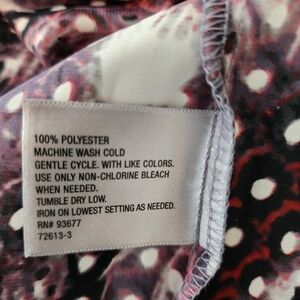 100% POLYESTER
MACHINE WASH COLD
GENTLE CYCLE. WITH LIKE COLORS.
USE ONLY NON-CHLORINE BLEACH
WHEN NEEDED.
TUMBLE DRY LOW.
IRON ON LOWEST SETTING AS NEEDED.
RN# 93677
72613-3